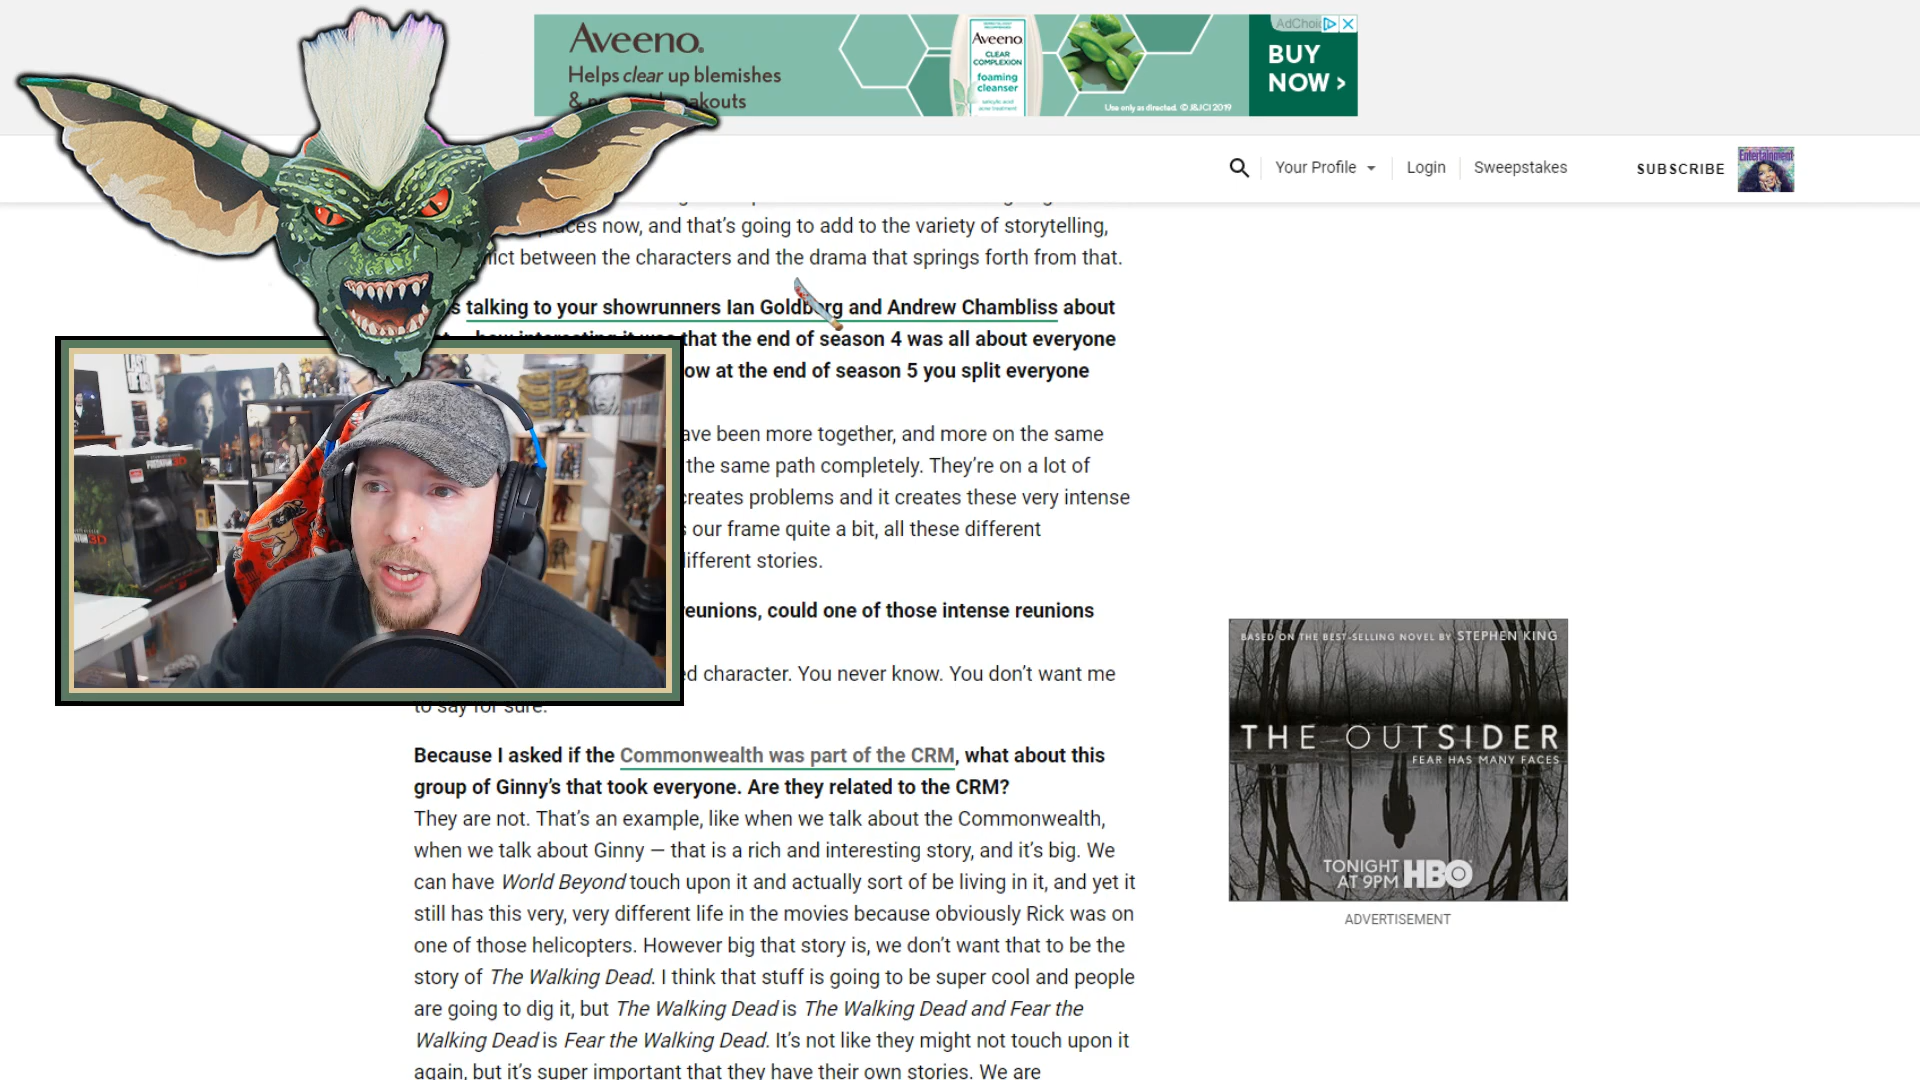 Aveeno.
Helps clear up blemishes
& breakouts
Aveeno
CLEAR
COMPLEXION
foaming
cleanser
salicylic acid
acne treatment
Use only as directed. © J&JCI 2019
BUY
NOW >
Your Profile
Login
Sweepstakes
SUBSCRIBE
Entertainment
now, and that’s going to add to the variety of storytelling,
between the characters and the drama that springs forth from that.
talking to your showrunners Ian Goldberg and Andrew Chambliss about
how interesting it was that the end of season 4 was all about everyone
at the end of season 5 you split everyone
been more together, and more on the same
the same path completely. They’re on a lot of
creates problems and it creates these very intense
our frame quite a bit, all these different
different stories.
reunions, could one of those intense reunions
character. You never know. You don’t want me
to say for sure.
Because I asked if the Commonwealth was part of the CRM, what about this
group of Ginny’s that took everyone. Are they related to the CRM?
They are not. That’s an example, like when we talk about the Commonwealth,
when we talk about Ginny — that is a rich and interesting story, and it’s big. We
can have World Beyond touch upon it and actually sort of be living in it, and yet it
still has this very, very different life in the movies because obviously Rick was on
one of those helicopters. However big that story is, we don’t want that to be the
story of The Walking Dead. I think that stuff is going to be super cool and people
are going to dig it, but The Walking Dead is The Walking Dead and Fear the
Walking Dead is Fear the Walking Dead. It’s not like they might not touch upon it
again, but it’s super important that they have their own stories. We are
BASED ON THE BEST-SELLING NOVEL BY STEPHEN KING
THE OUTSIDER
FEAR HAS MANY FACES
TONIGHT
AT 9PM HBO
ADVERTISEMENT